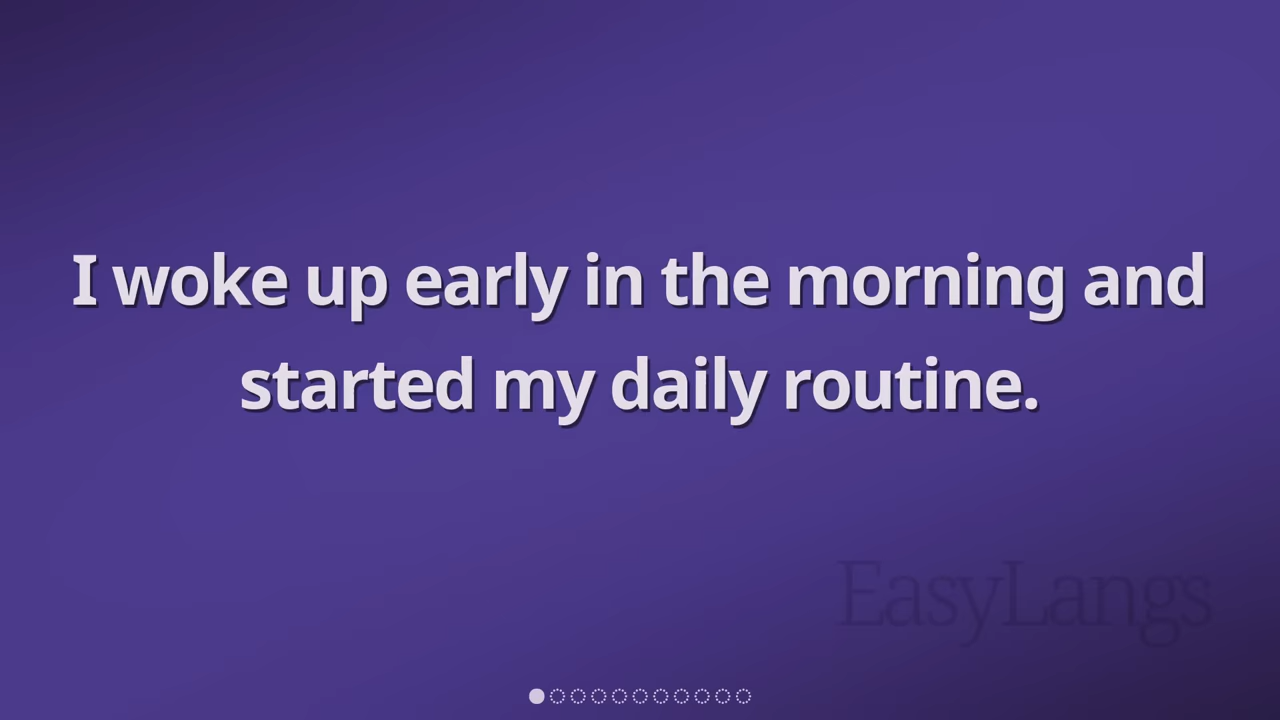 I woke up early in the morning and
started my daily routine.
EasyLangs